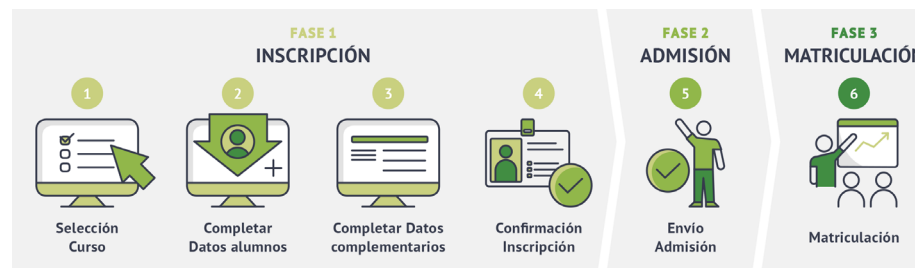 FASE 1
INSCRIPCIÓN
1
2
3
4
Selección
Curso
Completar
Datos alumnos
Completar Datos
complementarios
Confirmación
Inscripción
FASE 2
ADMISIÓN
5
Envío
Admisión
FASE 3
MATRICULACIÓN
6
Matriculación